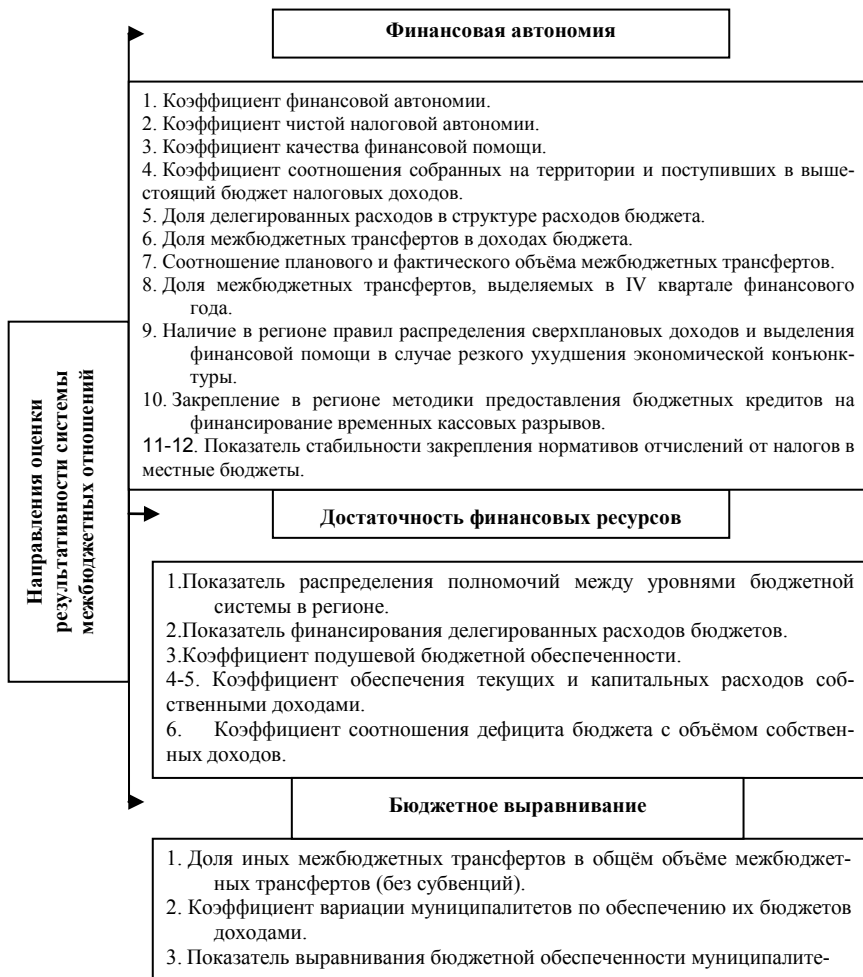 Финансовая автономия
1. Коэффициент финансовой автономии.
2. Коэффициент чистой налоговой автономии.
3. Коэффициент качества финансовой помощи.
4. Коэффициент соотношения собранных на территории и поступивших в выше-
стоящий бюджет налоговых доходов.
5. Доля делегированных расходов в структуре расходов бюджета.
6. Доля межбюджетных трансфертов в доходах бюджета.
7. Соотношение планового и фактического объёма межбюджетных трансфертов.
8. Доля межбюджетных трансфертов, выделяемых в IV квартале финансового
года.
9. Наличие в регионе правил распределения сверхплановых доходов и выделения
финансовой помощи в случае резкого ухудшения экономической конъюнк-
туры.
10. Закрепление в регионе методики предоставления бюджетных кредитов на
финансирование временных кассовых разрывов.
11-12. Показатель стабильности закрепления нормативов отчислений от налогов в
местные бюджеты.
Направления оценки
результативности системы
межбюджетных отношений
Достаточность финансовых ресурсов
1.Показатель распределения полномочий между уровнями бюджетной
системы в регионе.
2.Показатель финансирования делегированных расходов бюджетов.
3.Коэффициент подушевой бюджетной обеспеченности.
4-5. Коэффициент обеспечения текущих и капитальных расходов соб-
ственными доходами.
6. Коэффициент соотношения дефицита бюджета с объёмом собствен-
ных доходов.
Бюджетное выравнивание
1. Доля иных межбюджетных трансфертов в общём объёме межбюджет-
ных трансфертов (без субвенций).
2. Коэффициент вариации муниципалитетов по обеспечению их бюджетов
доходами.
3. Показатель выравнивания бюджетной обеспеченности муниципалите-